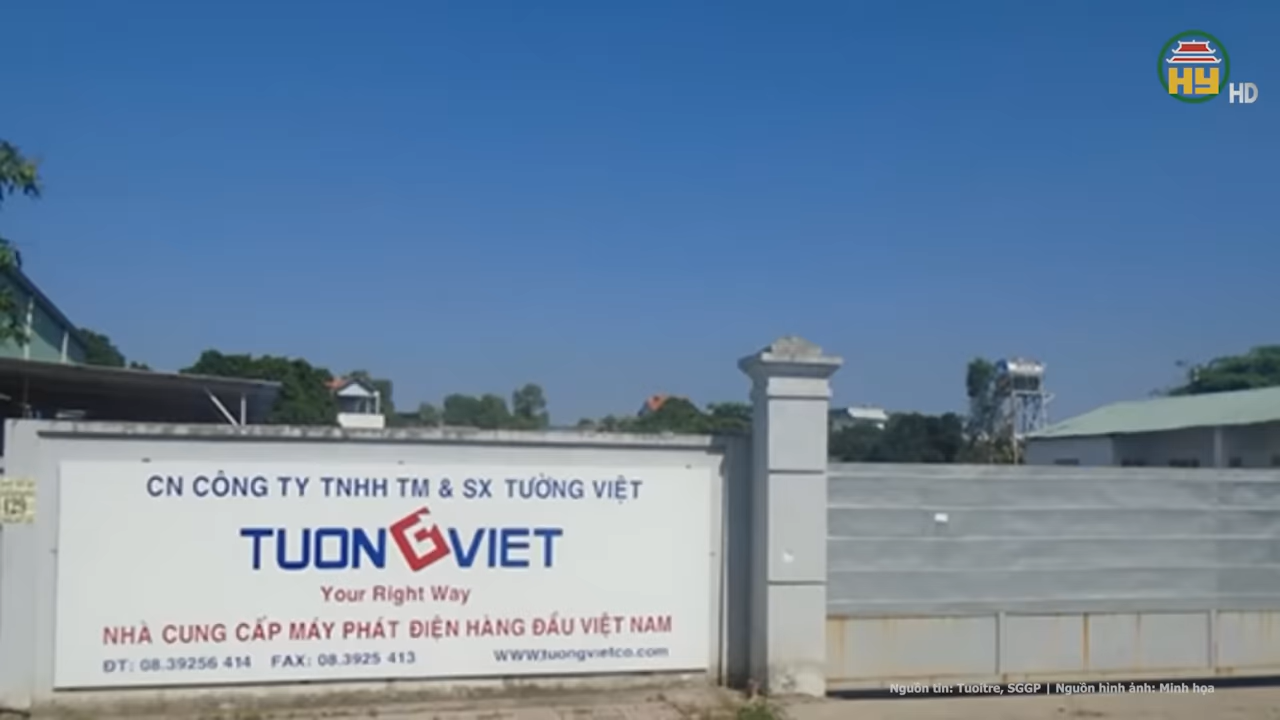 HY
HD
129
CN CÔNG TY TNHH TM & SX TƯỜNG VIỆT
TUONGVIET
Your Right Way
NHÀ CUNG CẤP MÁY PHÁT ĐIỆN HÀNG ĐẦU VIỆT NAM
ĐT: 08.39256 414 FAX: 08.3925 413 WWW.tuongvietco.com
Nguồn tin: Tuoitre, SGGP | Nguồn hình ảnh: Minh họa